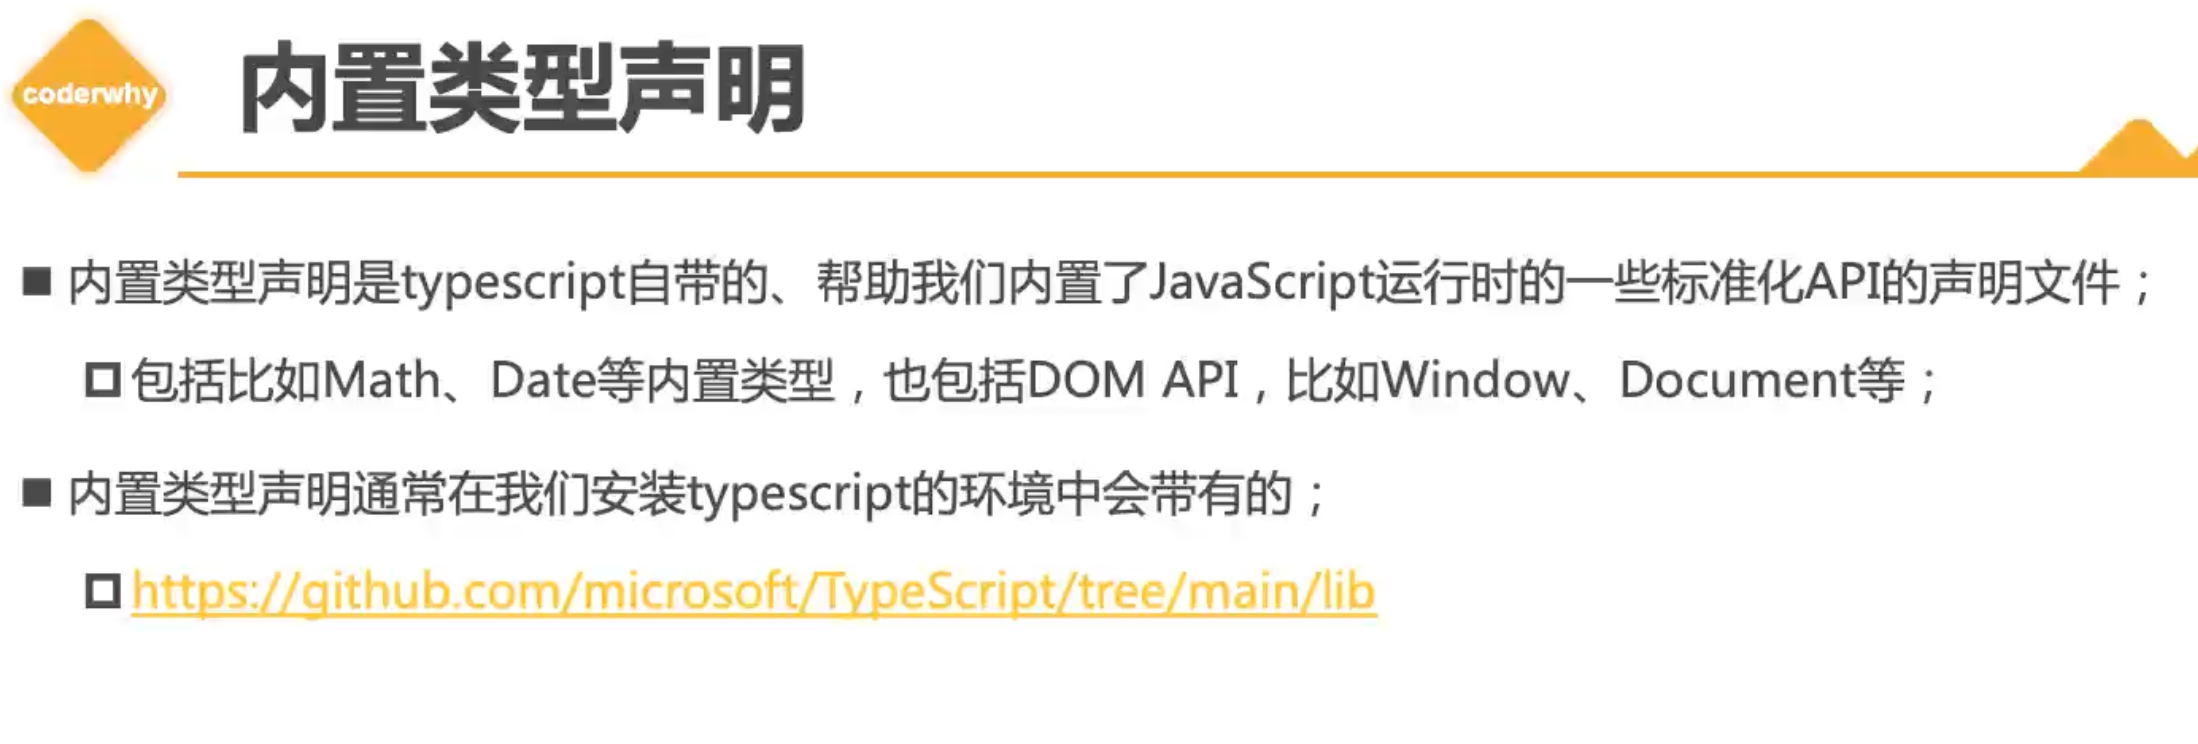 coderwhy
内置类型声明
内置类型声明是typescript自带的、帮助我们内置了JavaScript运行时的一些标准化API的声明文件；
包括比如Math、Date等内置类型，也包括DOM API，比如Window、Document等；
内置类型声明通常在我们安装typescript的环境中会带有的；
https://github.com/microsoft/TypeScript/tree/main/lib